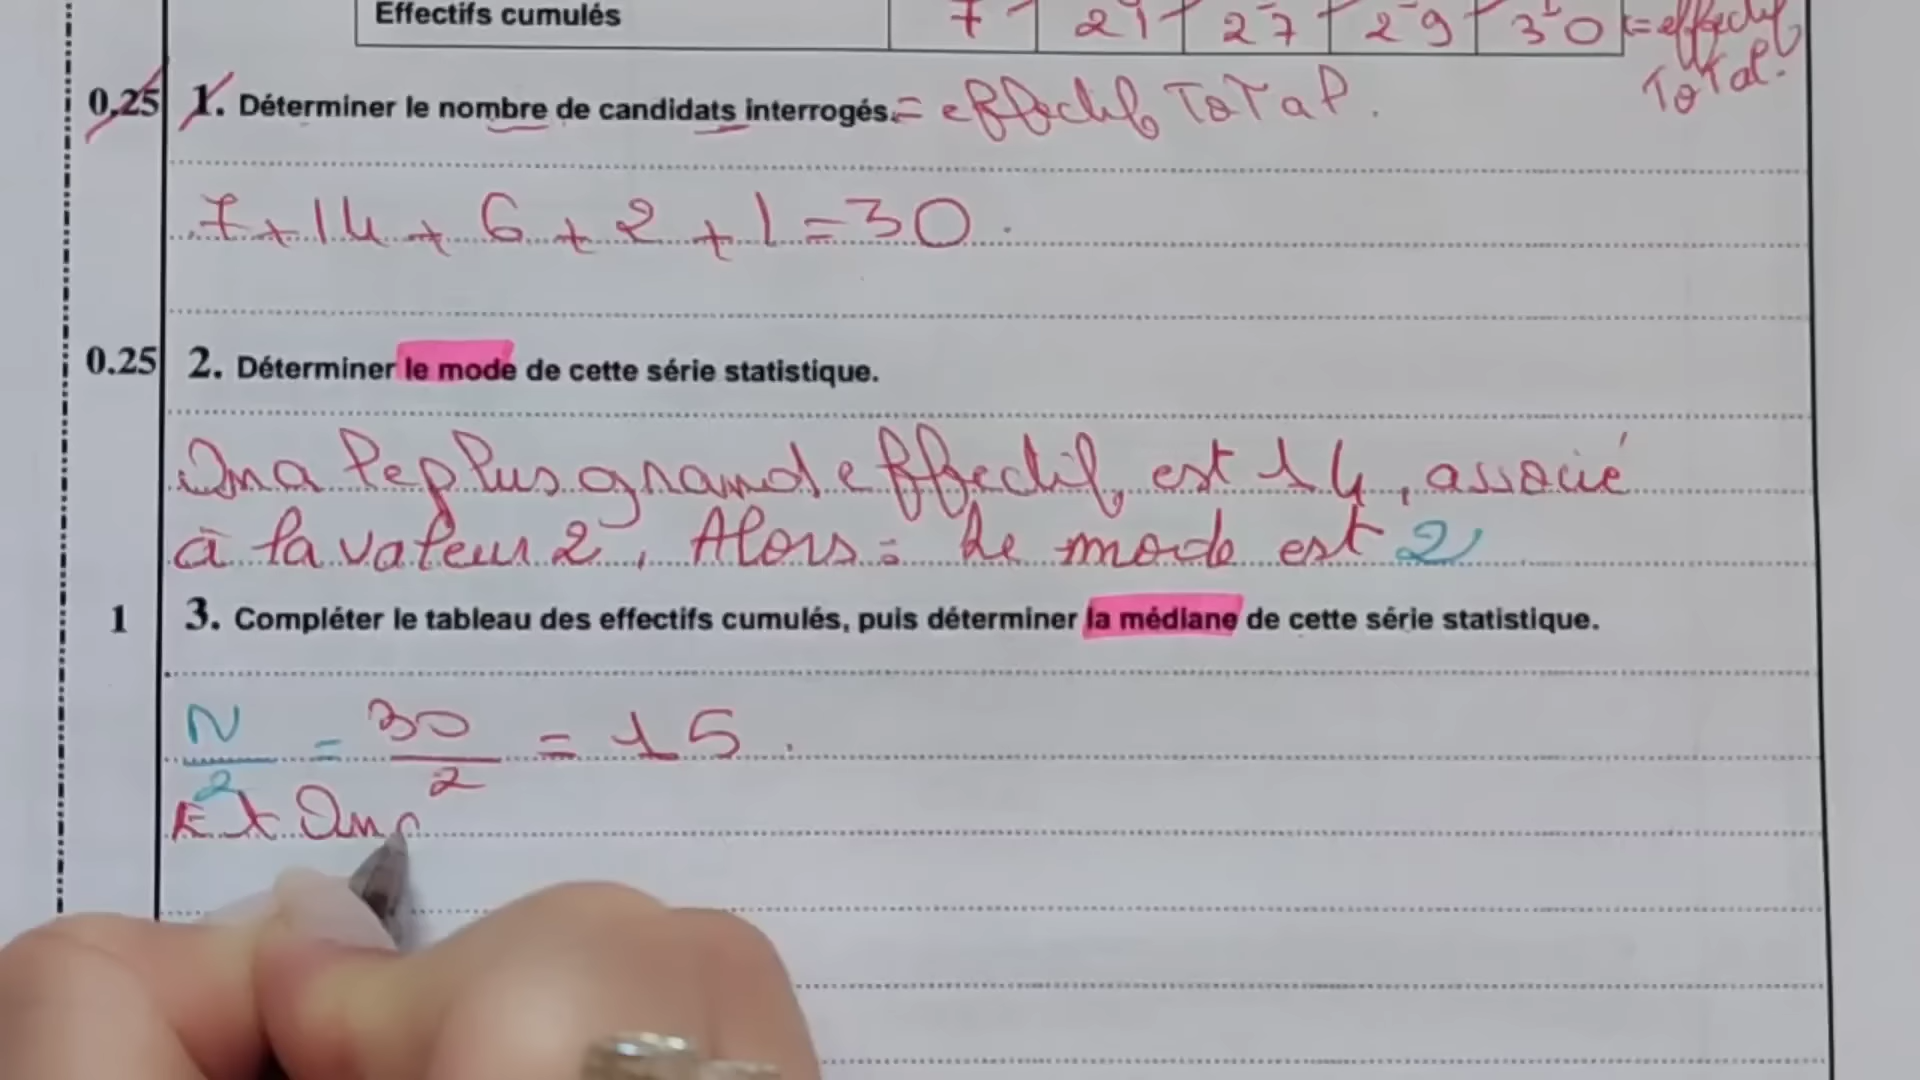 Effectifs cumulés 7 21 27 29 30 = effectif
Total.
0,25 1. Déterminer le nombre de candidats interrogés. = effectif ToTal.
7 + 14 + 6 + 2 + 1 = 30.
0.25 2. Déterminer le mode de cette série statistique.
On a le plus grand effectif est 14, associé
à la valeur 2, Alors: le mode est 2
1 3. Compléter le tableau des effectifs cumulés, puis déterminer la médiane de cette série statistique.
N/2 = 30/2 = 15.
Et On